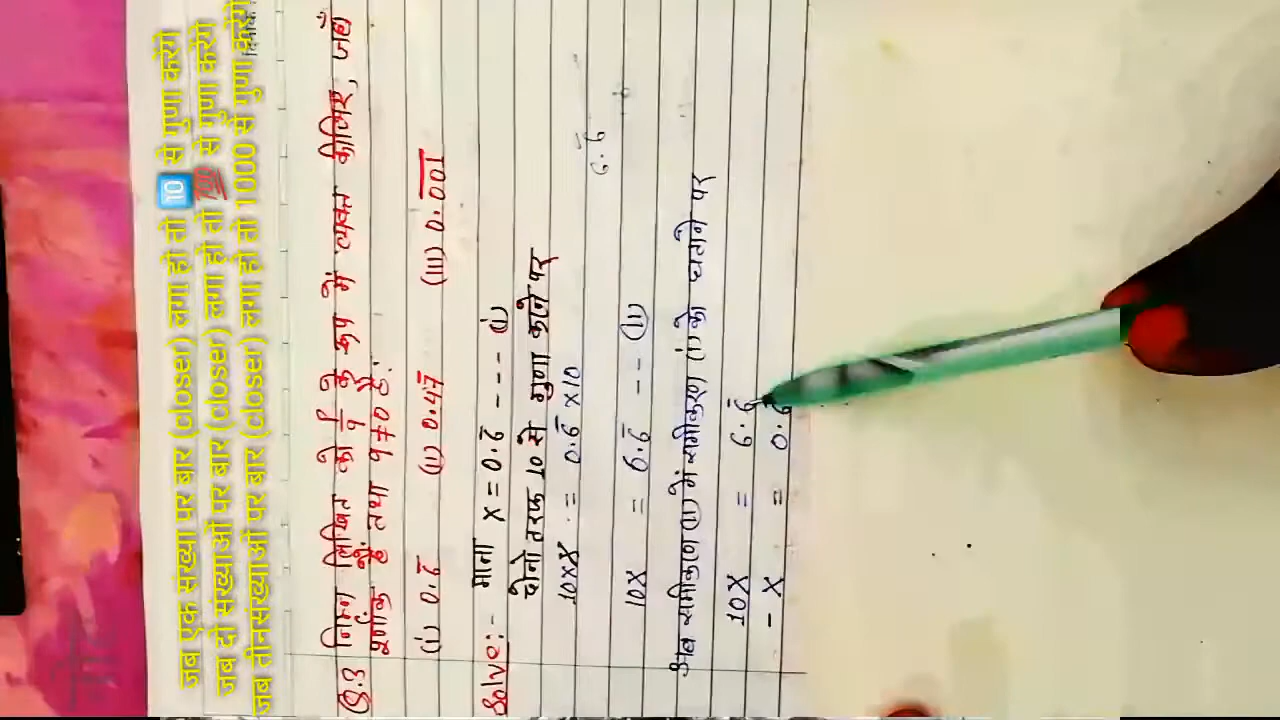 जब एक संख्या पर बार (closer) लगा हो तो 🔟 से गुणा करेंगे
जब दो संख्याओं पर बार (closer) लगा हो तो 💯 से गुणा करेंगे
जब तीनसंख्याओं पर बार (closer) लगा हो तो 1000 से गुणा करेंगे
Q.3 निम्न लिखित को p/q के रूप में व्यक्त कीजिए, जहाँ
पूर्णांक हैं तथा q≠0 है:
(i) 0.6̅ (ii) 0.47̅ (iii) 0.0̅0̅1̅
Solve:- माना x = 0.6̅ ---- (i)
दोनो तरफ 10 से गुणा करने पर
10×X = 0.6̅ ×10
6.6̅
10X = 6.6̅ -- (ii)
अब समीकरण (ii) में समीकरण (i) के घटाने पर
10X = 6.6̅
- X = 0.6̅